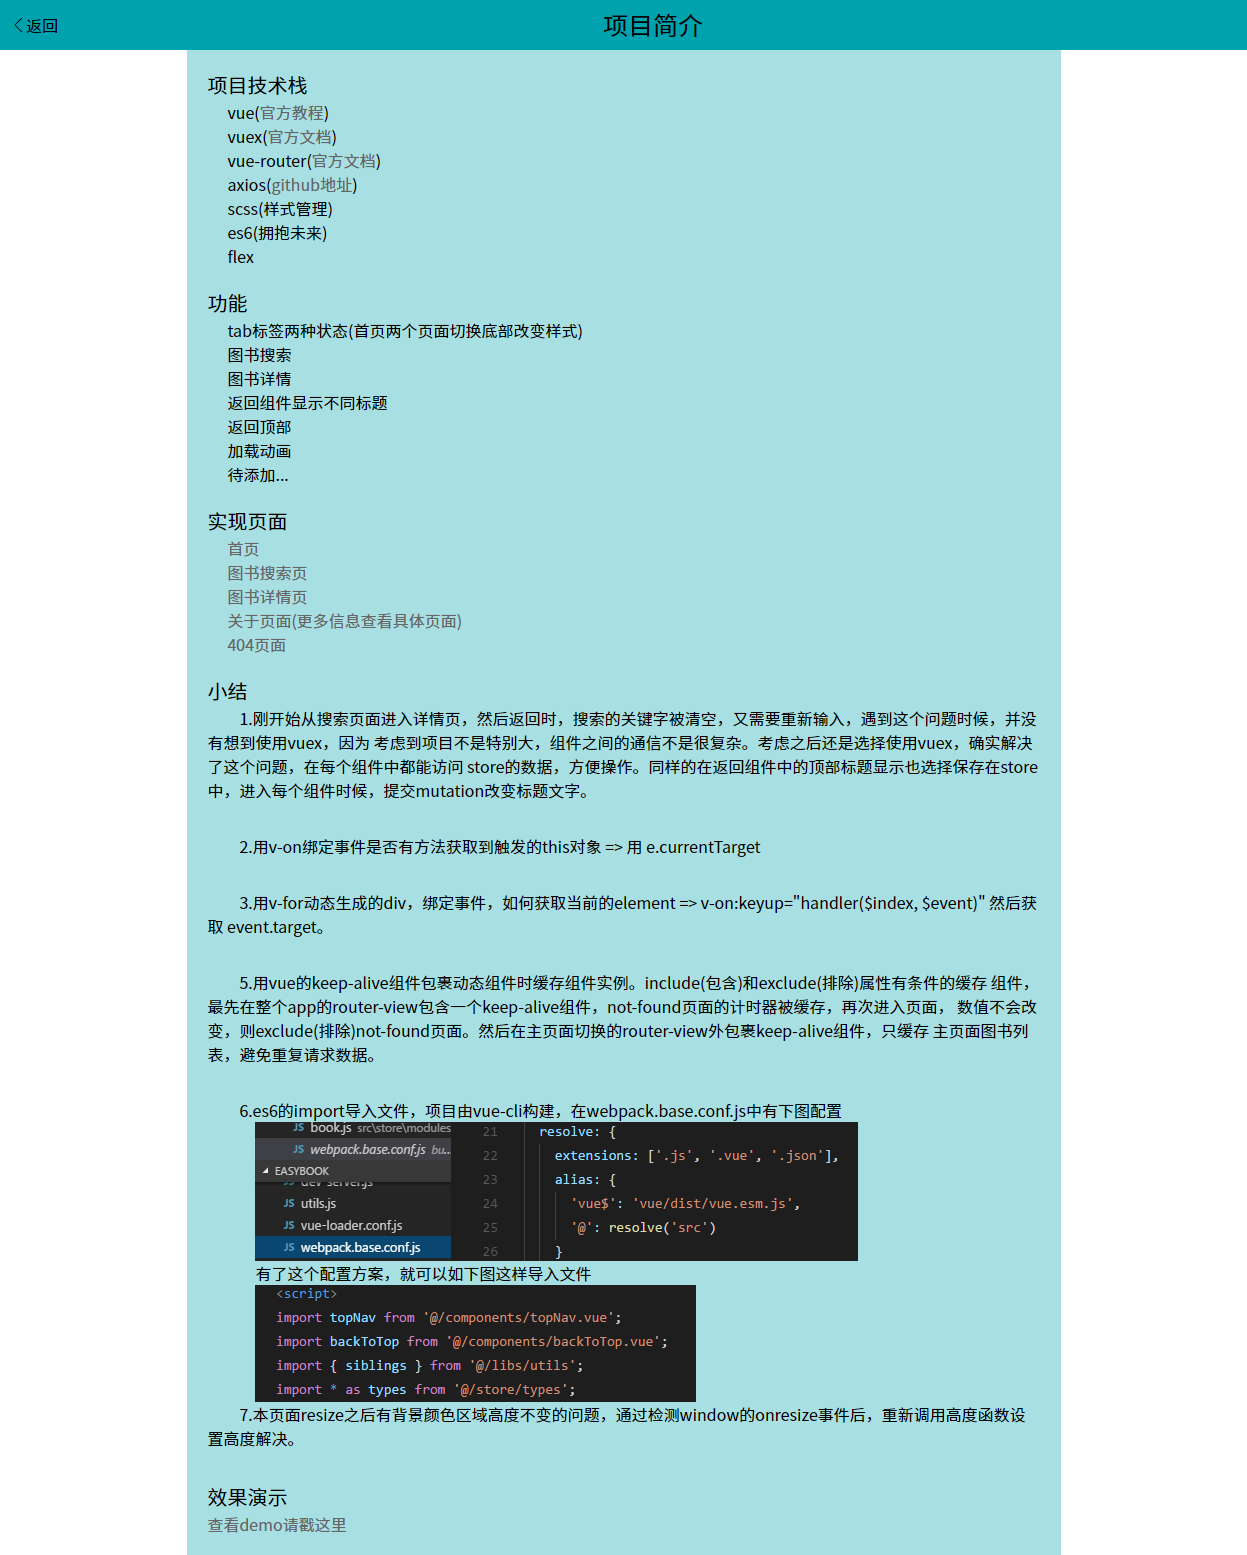 返回
项目简介
项目技术栈
vue(官方教程)
vuex(官方文档)
vue-router(官方文档)
axios(github地址)
scss(样式管理)
es6(拥抱未来)
flex
功能
tab标签两种状态(首页两个页面切换底部改变样式)
图书搜索
图书详情
返回组件显示不同标题
返回顶部
加载动画
待添加...
实现页面
首页
图书搜索页
图书详情页
关于页面(更多信息查看具体页面)
404页面
小结
1.刚开始从搜索页面进入详情页，然后返回时，搜索的关键字被清空，又需要重新输入，遇到这个问题时候，并没
有想到使用vuex，因为 考虑到项目不是特别大，组件之间的通信不是很复杂。考虑之后还是选择使用vuex，确实解决
了这个问题，在每个组件中都能访问 store的数据，方便操作。同样的在返回组件中的顶部标题显示也选择保存在store
中，进入每个组件时候，提交mutation改变标题文字。
2.用v-on绑定事件是否有方法获取到触发的this对象 => 用 e.currentTarget
3.用v-for动态生成的div，绑定事件，如何获取当前的element => v-on:keyup="handler($index, $event)" 然后获
取 event.target。
5.用vue的keep-alive组件包裹动态组件时缓存组件实例。include(包含)和exclude(排除)属性有条件的缓存 组件，
最先在整个app的router-view包含一个keep-alive组件，not-found页面的计时器被缓存，再次进入页面， 数值不会改
变，则exclude(排除)not-found页面。然后在主页面切换的router-view外包裹keep-alive组件，只缓存 主页面图书列
表，避免重复请求数据。
6.es6的import导入文件，项目由vue-cli构建，在webpack.base.conf.js中有下图配置
JS book.js src\store\modules
JS webpack.base.conf.js bu...
EASYBOOK
dev-server.js
JS utils.js
JS vue-loader.conf.js
JS webpack.base.conf.js
21 resolve: {
22 extensions: ['.js', '.vue', '.json'],
23 alias: {
24 'vue$': 'vue/dist/vue.esm.js',
25 '@': resolve('src')
26 }
有了这个配置方案，就可以如下图这样导入文件
<script>
import topNav from '@/components/topNav.vue';
import backToTop from '@/components/backToTop.vue';
import { siblings } from '@/libs/utils';
import * as types from '@/store/types';
7.本页面resize之后有背景颜色区域高度不变的问题，通过检测window的onresize事件后，重新调用高度函数设
置高度解决。
效果演示
查看demo请戳这里